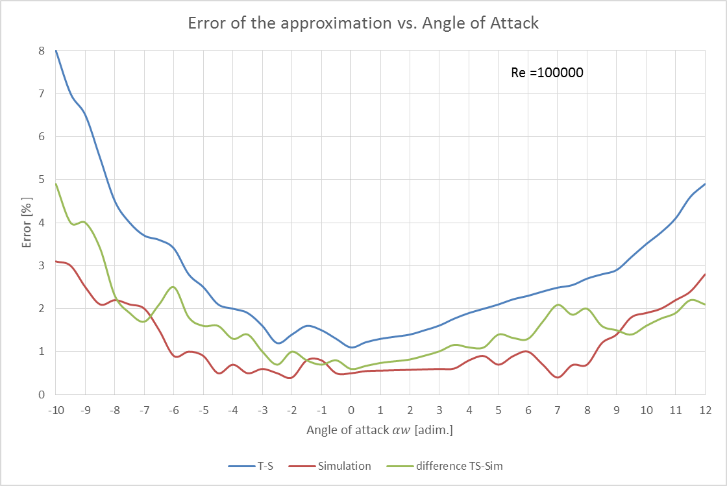 Error of the approximation vs. Angle of Attack
Re =100000
8
7
6
5
4
3
2
1
0
Error [%]
-10 -9 -8 -7 -6 -5 -4 -3 -2 -1 0 1 2 3 4 5 6 7 8 9 10 11 12
Angle of attack 𝛼𝑤 [adim.]
T-S Simulation difference TS-Sim